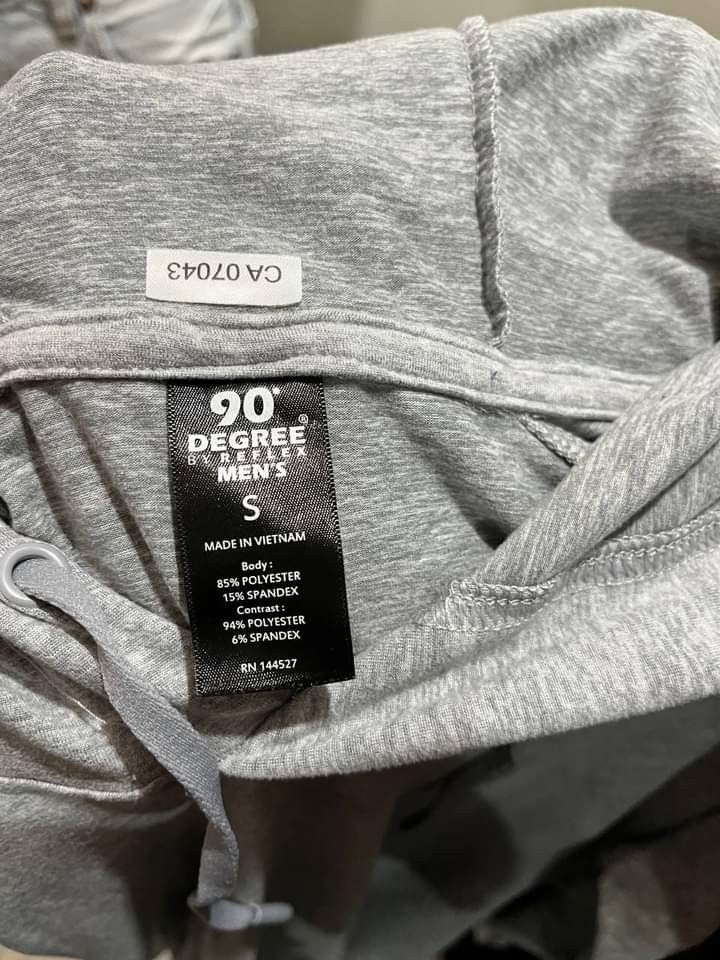 CA 07043
90°
DEGREE®
BY REFLEX
MEN'S
S
MADE IN VIETNAM
Body :
85% POLYESTER
15% SPANDEX
Contrast :
94% POLYESTER
6% SPANDEX
RN 144527